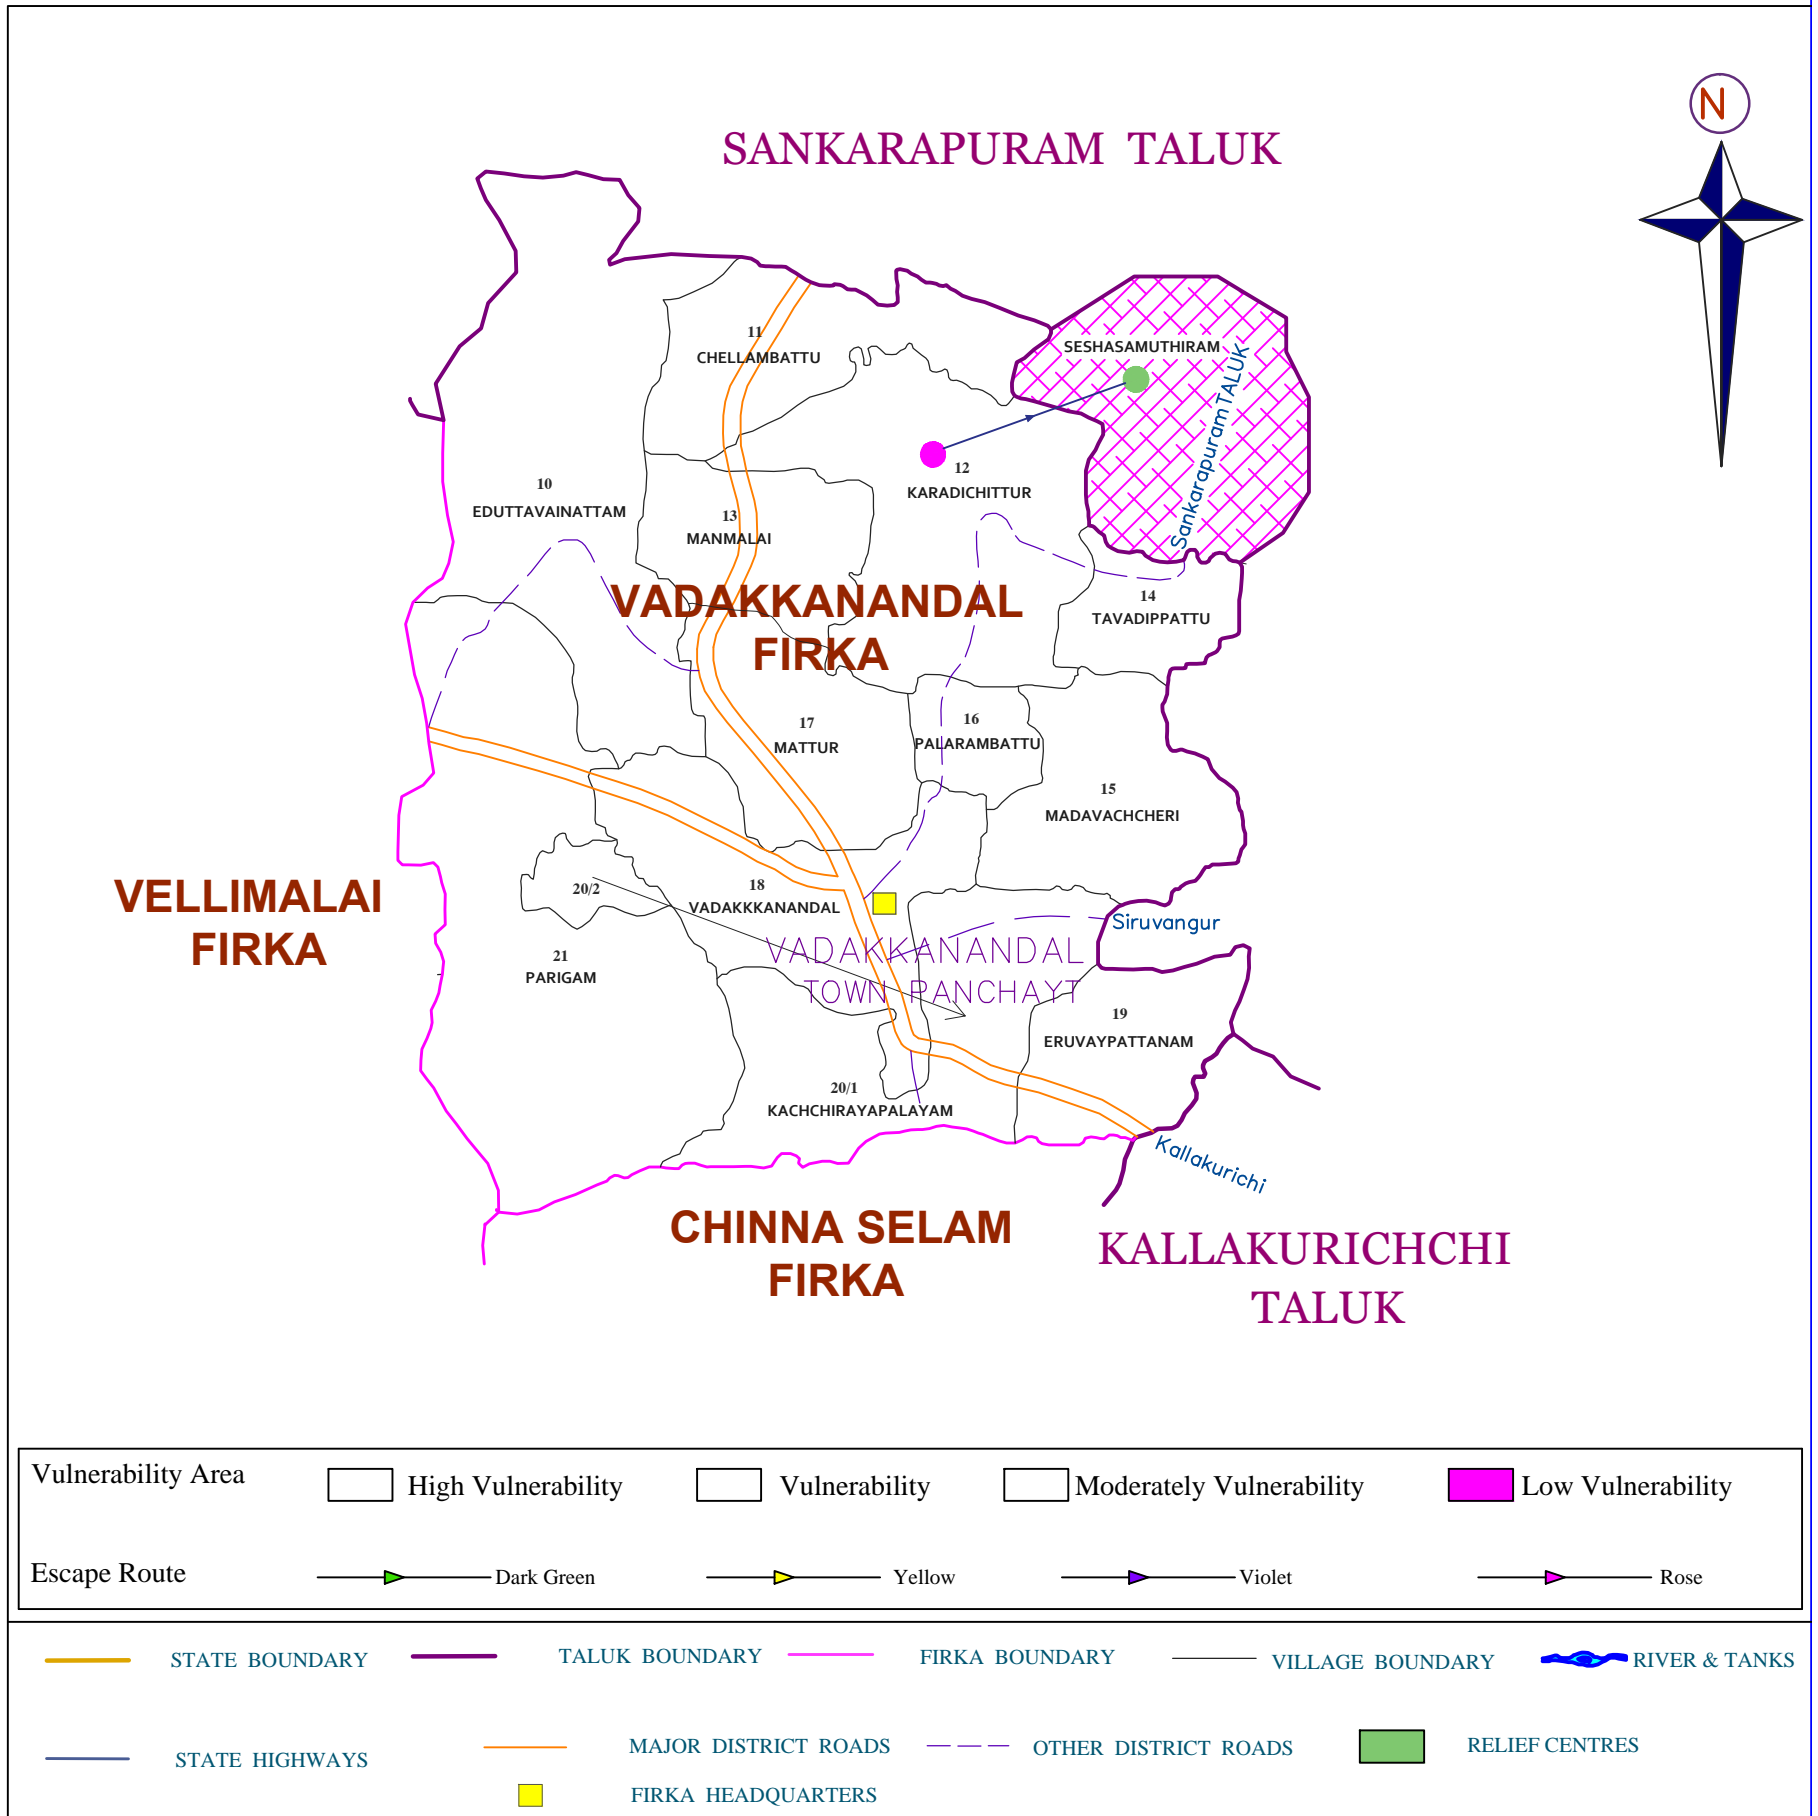 N
SANKARAPURAM TALUK
11
CHELLAMBATTU
SESHASAMUTHIRAM
Sankarapuram TALUK
12
KARADICHITTUR
10
EDUTTAVAINATTAM
13
MANMALAI
VADAKKANANDAL
FIRKA
14
TAVADIPPATTU
17
MATTUR
16
PALARAMBATTU
15
MADAVACHCHERI
VELLIMALAI
FIRKA
20/2
18
VADAKKKANANDAL
VADAKKANANDAL
TOWN PANCHAYT
Siruvangur
21
PARIGAM
19
ERUVAYPATTANAM
20/1
KACHCHIRAYAPALAYAM
Kallakurichi
CHINNA SELAM
FIRKA
KALLAKURICHCHI
TALUK
Vulnerability Area
High Vulnerability
Vulnerability
Moderately Vulnerability
Low Vulnerability
Escape Route
Dark Green
Yellow
Violet
Rose
STATE BOUNDARY
TALUK BOUNDARY
FIRKA BOUNDARY
VILLAGE BOUNDARY
RIVER & TANKS
STATE HIGHWAYS
MAJOR DISTRICT ROADS
OTHER DISTRICT ROADS
RELIEF CENTRES
FIRKA HEADQUARTERS